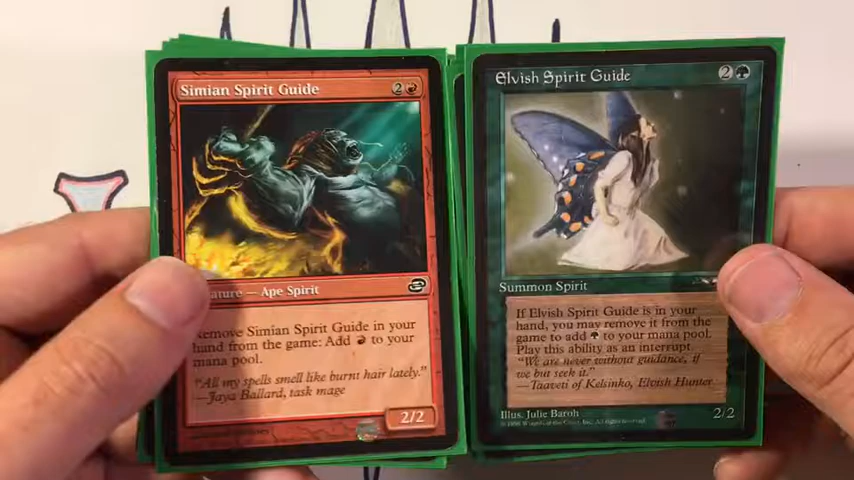 Simian Spirit Guide 2
Creature — Ape Spirit
Remove Simian Spirit Guide in your
hand from the game: Add to your
mana pool.
"All my spells smell like burnt hair lately."
—Jaya Ballard, task mage
2/2
Elvish Spirit Guide 2
Summon Spirit
If Elvish Spirit Guide is in your
hand, you may remove it from the
game to add to your mana pool.
Play this ability as an interrupt.
"We are never without guidance, if
we but seek it."
—Taaveti of Kelsinko, Elvish Hunter
Illus. Julie Baroh
2/2